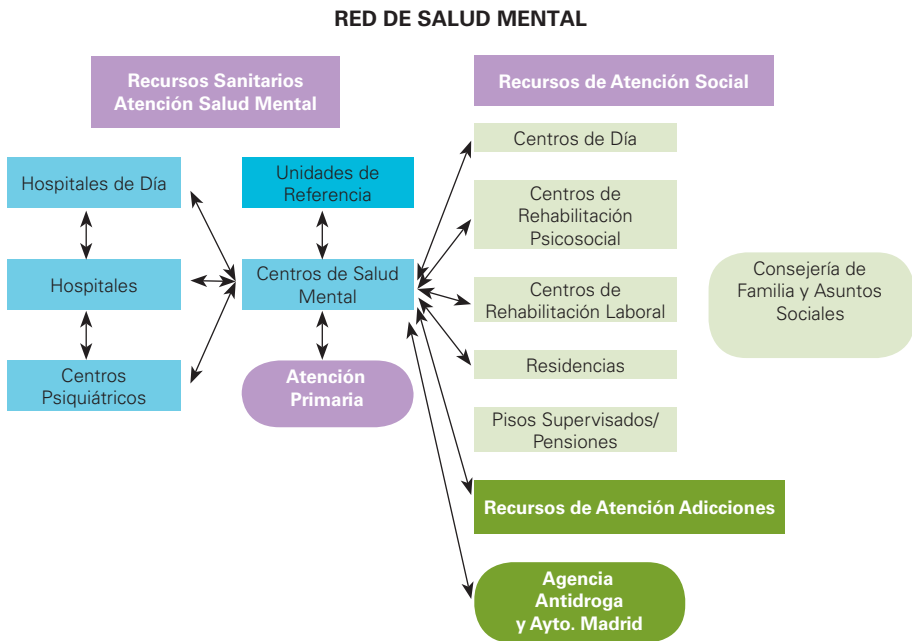 RED DE SALUD MENTAL
Recursos Sanitarios
Atención Salud Mental
Recursos de Atención Social
Hospitales de Día
Hospitales
Centros
Psiquiátricos
Unidades de
Referencia
Centros de Salud
Mental
Atención
Primaria
Centros de Día
Centros de
Rehabilitación
Psicosocial
Centros de
Rehabilitación Laboral
Residencias
Pisos Supervisados/
Pensiones
Consejería de
Familia y Asuntos
Sociales
Recursos de Atención Adicciones
Agencia
Antidroga
y Ayto. Madrid